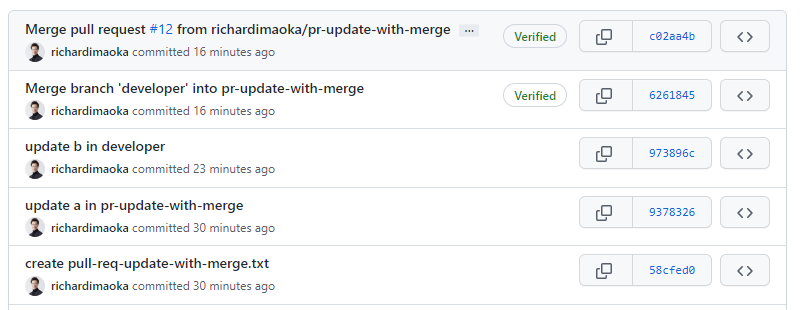 Merge pull request #12 from richardimaoka/pr-update-with-merge ... Verified c02aa4b <>
richardimaoka committed 16 minutes ago
Merge branch 'developer' into pr-update-with-merge Verified 6261845 <>
richardimaoka committed 16 minutes ago
update b in developer 973896c <>
richardimaoka committed 23 minutes ago
update a in pr-update-with-merge 9378326 <>
richardimaoka committed 30 minutes ago
create pull-req-update-with-merge.txt 58cfed0 <>
richardimaoka committed 30 minutes ago